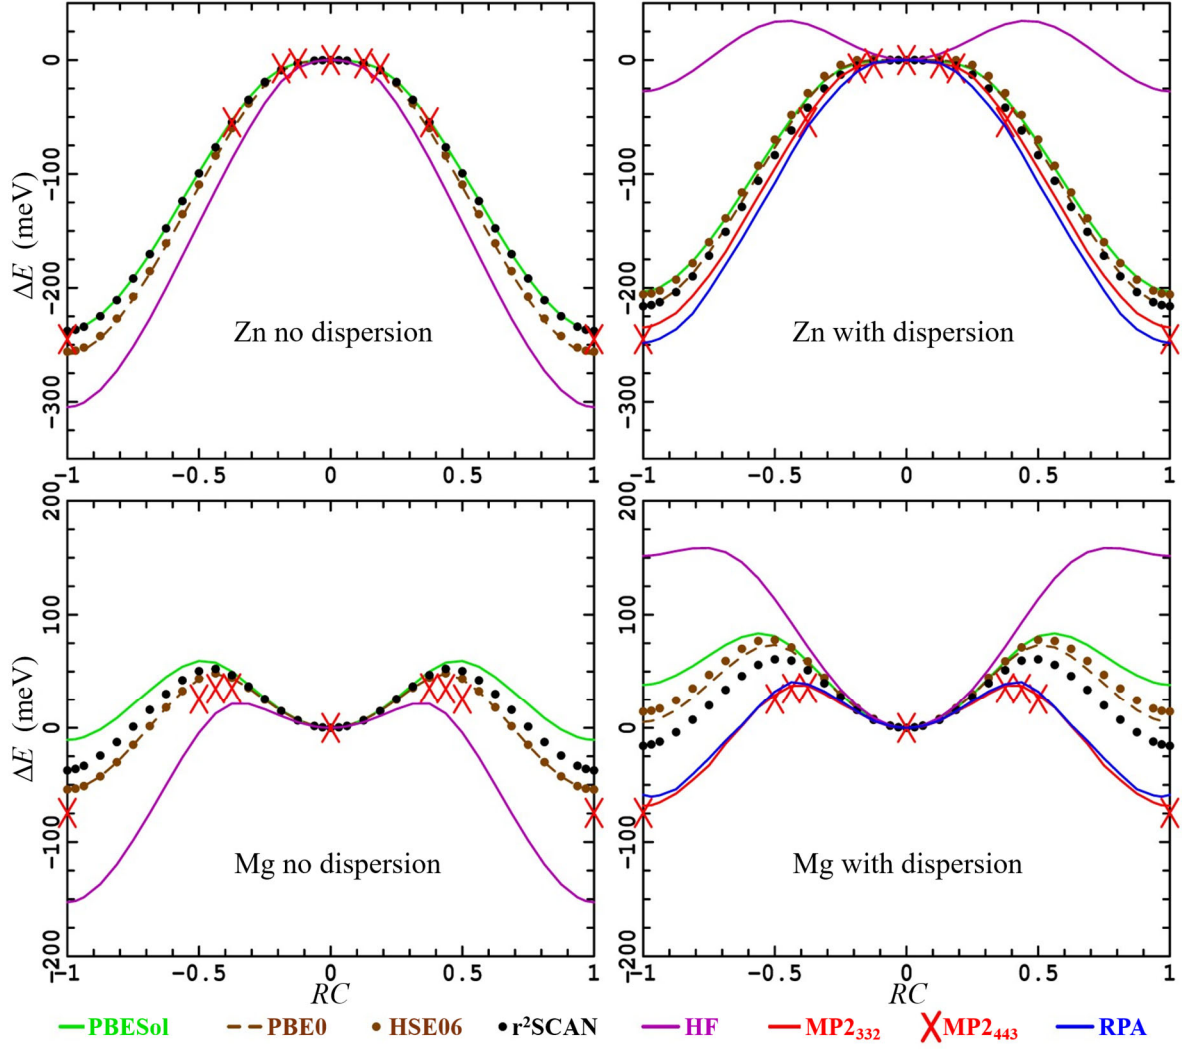 0
-100
-200
-300
ΔE (meV)
Zn no dispersion
Zn with dispersion
-1 -0.5 0 0.5 1
-1 -0.5 0 0.5 1
200
100
0
-100
-200
ΔE (meV)
0
-100
-200
-300
200
100
0
-100
-200
Mg no dispersion
Mg with dispersion
-1 -0.5 0 0.5 1
-1 -0.5 0 0.5 1
RC
RC
PBESol PBE0 HSE06 r²SCAN HF MP2₃₃₂ MP2₄₄₃ RPA